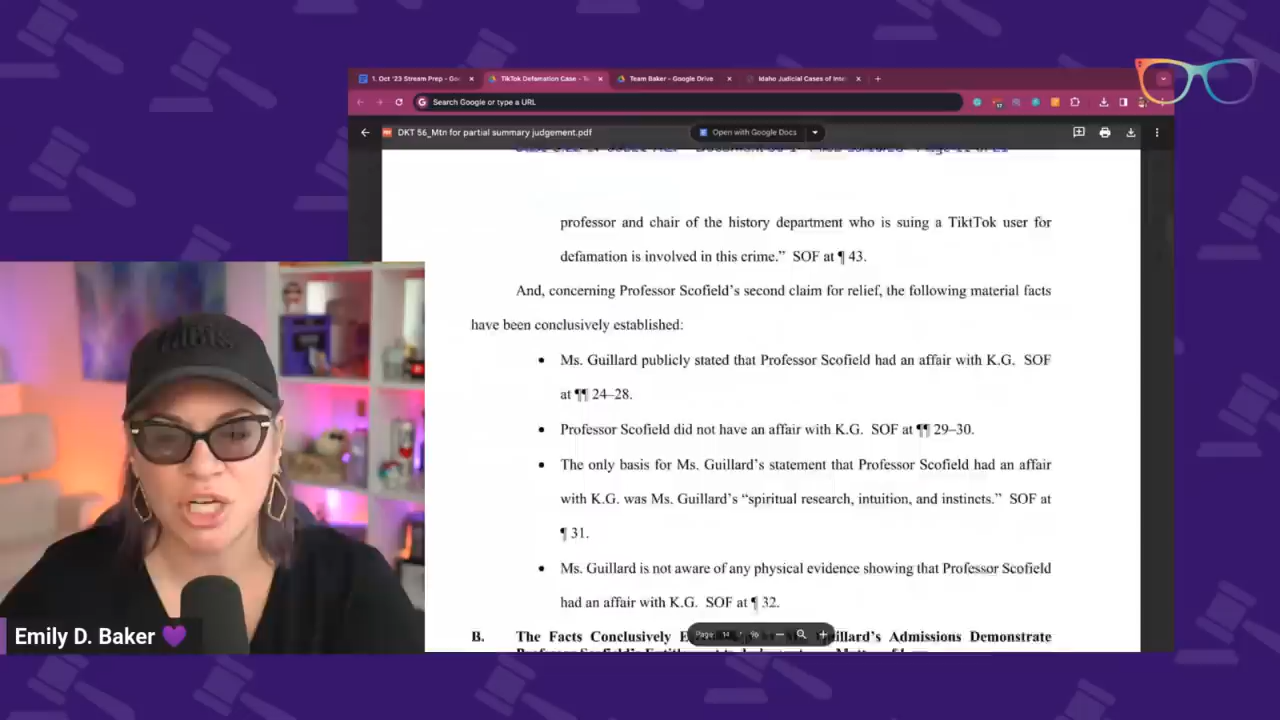 1. Oct '23 Stream Prep - Go
TikTok Defamation Case - T
Team Baker - Google Drive
Idaho Judicial Cases of Inte
Search Google or type a URL
DKT 56_Mtn for partial summary judgement.pdf
Open with Google Docs
professor and chair of the history department who is suing a TiktTok user for
defamation is involved in this crime.” SOF at ¶ 43.
And, concerning Professor Scofield’s second claim for relief, the following material facts
have been conclusively established:
• Ms. Guillard publicly stated that Professor Scofield had an affair with K.G. SOF
at ¶¶ 24–28.
• Professor Scofield did not have an affair with K.G. SOF at ¶¶ 29–30.
• The only basis for Ms. Guillard’s statement that Professor Scofield had an affair
with K.G. was Ms. Guillard’s “spiritual research, intuition, and instincts.” SOF at
¶ 31.
• Ms. Guillard is not aware of any physical evidence showing that Professor Scofield
had an affair with K.G. SOF at ¶ 32.
B. The Facts Conclusively Guillard’s Admissions Demonstrate
Page 14
Emily D. Baker 💜